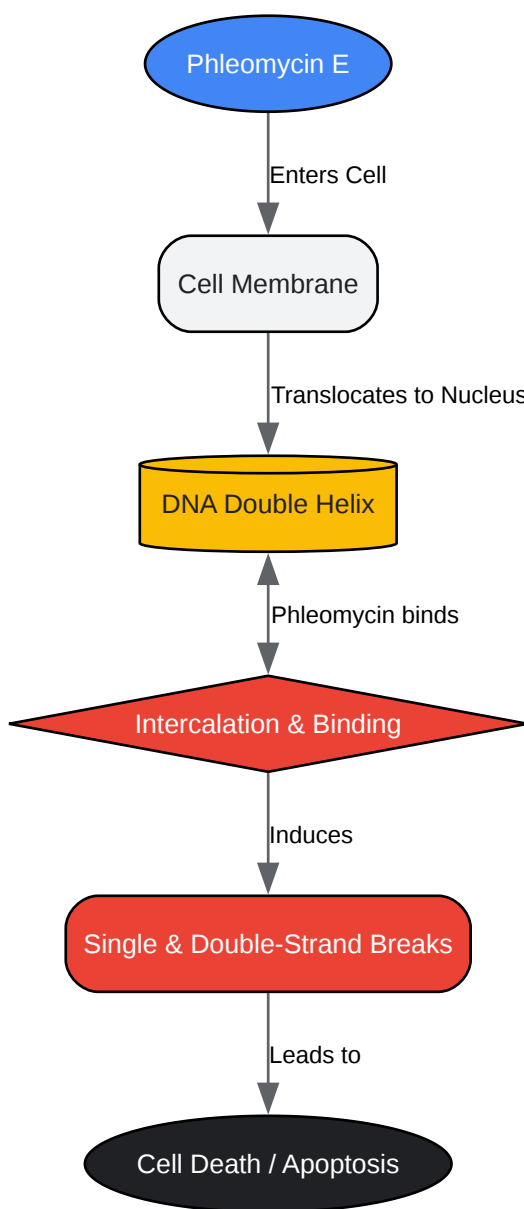 Phleomycin E
Enters Cell
Cell Membrane
Translocates to Nucleus
DNA Double Helix
Phleomycin binds
Intercalation & Binding
Induces
Single & Double-Strand Breaks
Leads to
Cell Death / Apoptosis